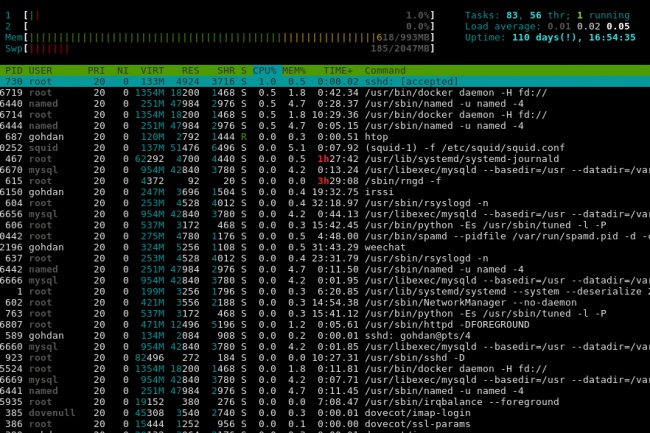 1 [|| 1.0%] Tasks: 83, 56 thr; 1 running
2 [ 0.0%] Load average: 0.01 0.02 0.05
Mem[||||||||||||||||||||||||||||||||||||||||||||||||||||||||||||618/993MB] Uptime: 110 days(!), 16:54:35
Swp[||||||| 185/2047MB]
PID USER PRI NI VIRT RES SHR S CPU% MEM% TIME+ Command
730 root 20 0 133M 4924 3716 S 1.0 0.5 0:00.02 sshd: [accepted]
6719 root 20 0 1354M 18200 1468 S 0.5 1.8 0:42.34 /usr/bin/docker daemon -H fd://
6440 named 20 0 251M 47984 2976 S 0.5 4.7 0:28.37 /usr/sbin/named -u named -4
6714 root 20 0 1354M 18200 1468 S 0.5 1.8 10:29.36 /usr/bin/docker daemon -H fd://
6444 named 20 0 251M 47984 2976 S 0.5 4.7 0:05.15 /usr/sbin/named -u named -4
687 gohdan 20 0 120M 2792 1444 R 0.0 0.3 0:00.51 htop
0252 squid 20 0 137M 51476 6496 S 0.0 5.1 0:07.92 (squid-1) -f /etc/squid/squid.conf
467 root 20 0 62292 4700 4440 S 0.0 0.5 1h27:42 /usr/lib/systemd/systemd-journald
6670 mysql 20 0 954M 42840 3780 S 0.0 4.2 0:13.24 /usr/libexec/mysqld --basedir=/usr --datadir=/va
615 root 20 0 4372 92 20 S 0.0 0.0 3h29:08 /sbin/rngd -f
6150 gohdan 20 0 247M 3696 1504 S 0.0 0.4 19:32.75 irssi
604 root 20 0 253M 4528 4012 S 0.0 0.4 32:18.97 /usr/sbin/rsyslogd -n
6656 mysql 20 0 954M 42840 3780 S 0.0 4.2 0:44.13 /usr/libexec/mysqld --basedir=/usr --datadir=/va
606 root 20 0 537M 3172 468 S 0.0 0.3 15:42.45 /usr/bin/python -Es /usr/sbin/tuned -l -P
0442 root 20 0 275M 4780 1176 S 0.0 0.5 4:48.00 /usr/bin/spamd --pidfile /var/run/spamd.pid -d -
2196 gohdan 20 0 324M 5256 1108 S 0.0 0.5 31:43.29 weechat
637 root 20 0 253M 4528 4012 S 0.0 0.4 23:31.79 /usr/sbin/rsyslogd -n
6442 named 20 0 251M 47984 2976 S 0.0 4.7 0:11.50 /usr/sbin/named -u named -4
6660 mysql 20 0 954M 42840 3780 S 0.0 4.2 0:01.95 /usr/libexec/mysqld --basedir=/usr --datadir=/va
1 root 20 0 199M 3256 1796 S 0.0 0.3 6:20.85 /usr/lib/systemd/systemd --system --deserialize 2
602 root 20 0 421M 3556 2188 S 0.0 0.3 14:54.38 /usr/sbin/NetworkManager --no-daemon
763 root 20 0 537M 3172 468 S 0.0 0.3 15:41.12 /usr/bin/python -Es /usr/sbin/tuned -l -P
6807 root 20 0 471M 12496 5196 S 0.0 1.2 0:05.61 /usr/sbin/httpd -DFOREGROUND
589 gohdan 20 0 134M 2084 908 S 0.0 0.2 0:00.02 sshd: gohdan@pts/4
6660 mysql 20 0 954M 42840 3780 S 0.0 4.2 0:01.85 /usr/libexec/mysqld --basedir=/usr --datadir=/va
923 root 20 0 82496 272 184 S 0.0 0.0 10:27.31 /usr/sbin/sshd -D
5524 root 20 0 1354M 18200 1468 S 0.0 1.8 0:11.81 /usr/bin/docker daemon -H fd://
6669 mysql 20 0 954M 42840 3780 S 0.0 4.2 0:07.71 /usr/libexec/mysqld --basedir=/usr --datadir=/va
6441 named 20 0 251M 47984 2976 S 0.0 4.7 0:11.45 /usr/sbin/named -u named -4
5935 root 20 0 19152 380 276 S 0.0 0.0 7:08.47 /usr/sbin/irqbalance --foreground
385 dovenull 20 0 45308 3540 2740 S 0.0 0.3 0:00.01 dovecot/imap-login
386 root 20 0 15444 1252 956 S 0.0 0.1 0:00.00 dovecot/ssl-params